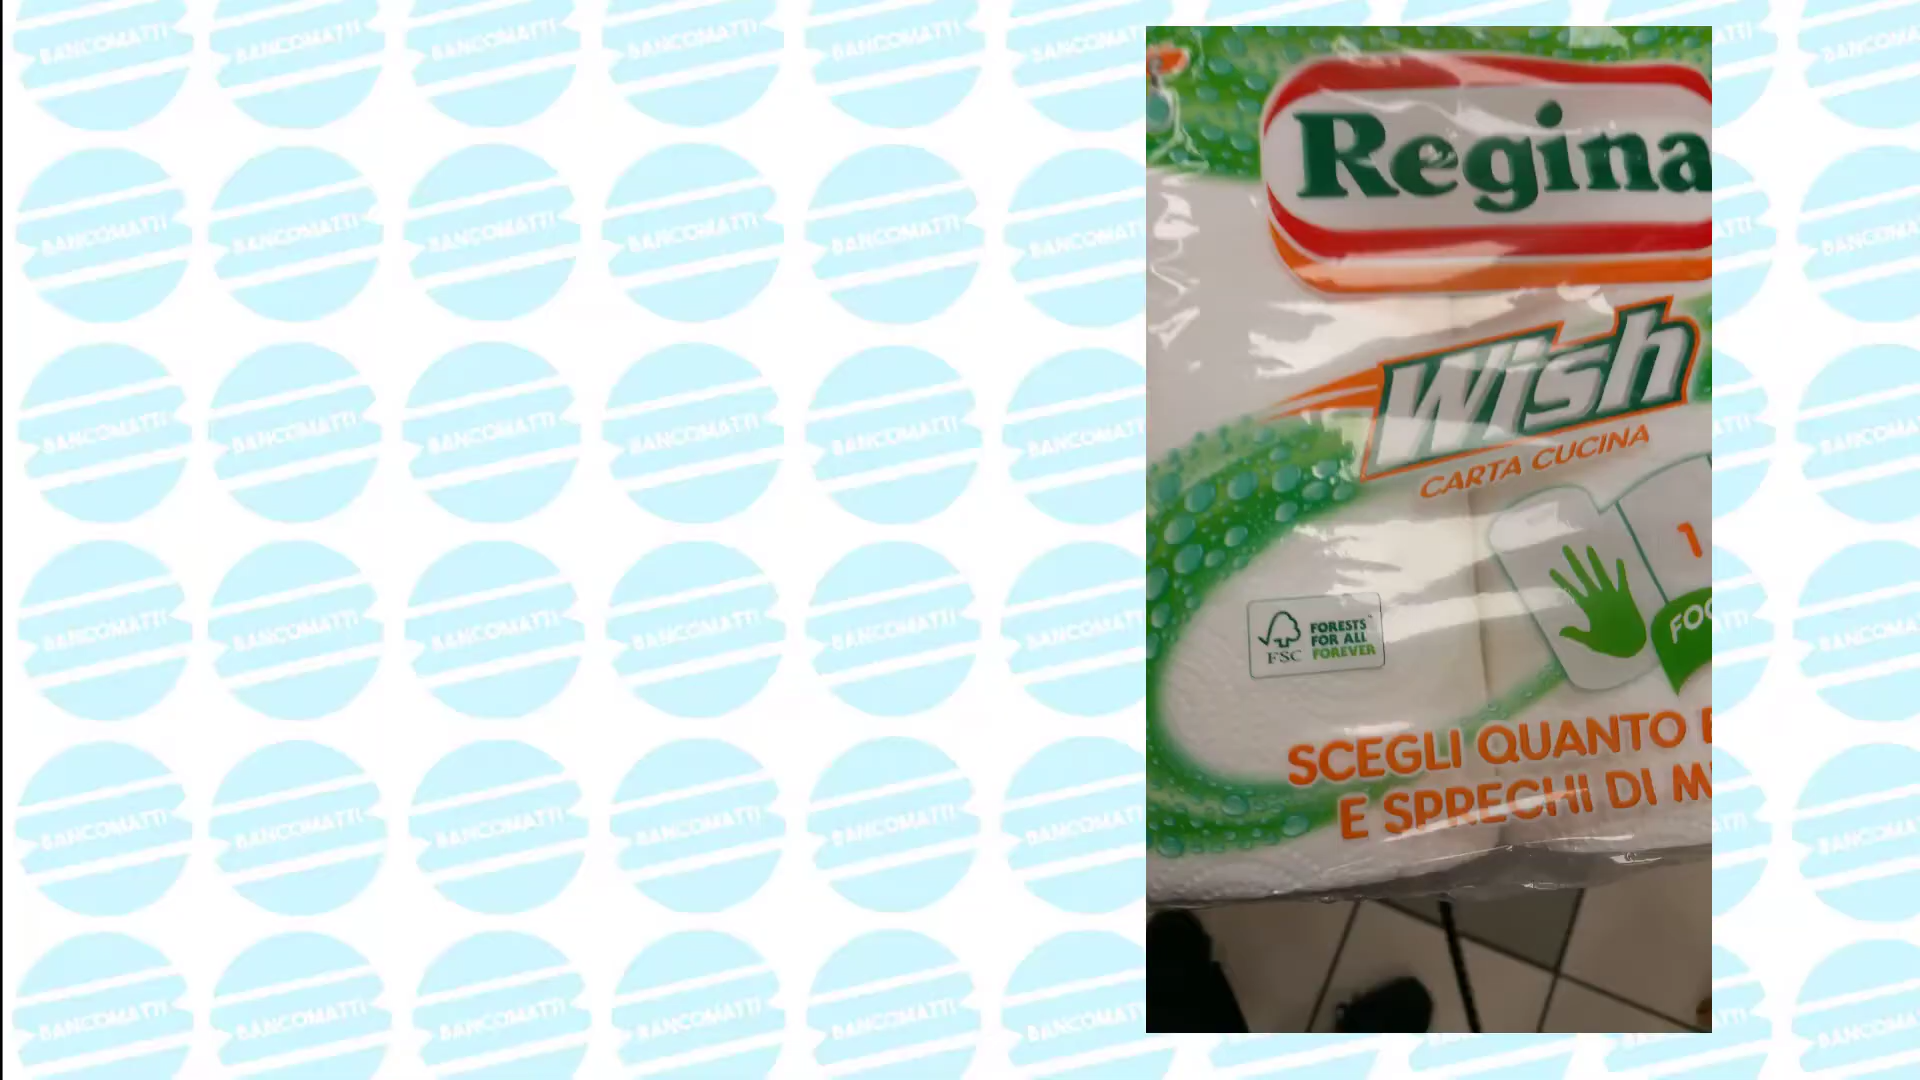 Regina
Wish
CARTA CUCINA
1
FSC
FORESTS
FOR ALL
FOREVER
SCEGLI QUANTO
E SPRECHI DI
BANCOMATTI